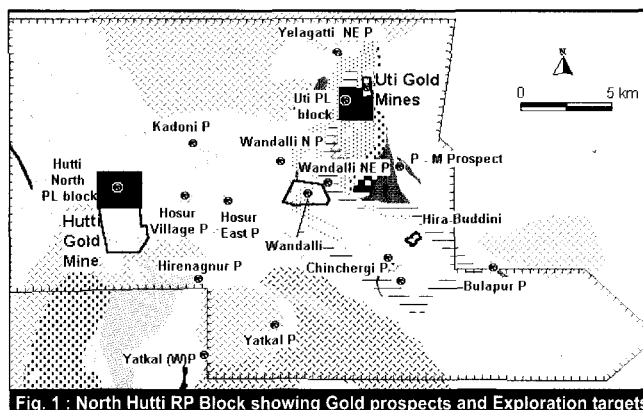 Yelagatti NE P
Uti Gold
Mines
N
Uti PL
block
0 5 km
Kadoni P
Wandalli N P
Hutti
North
PL block
Wandalli NE P
P - M Prospect
Hosur
Village P
Hosur
East P
Hira-Buddini
Hutti
Gold
Mine
Wandalli
Hirenagnur P
Chinchergi P
Bulapur P
Yatkal P
Yatkal (W)P
Fig. 1 : North Hutti RP Block showing Gold prospects and Exploration targets